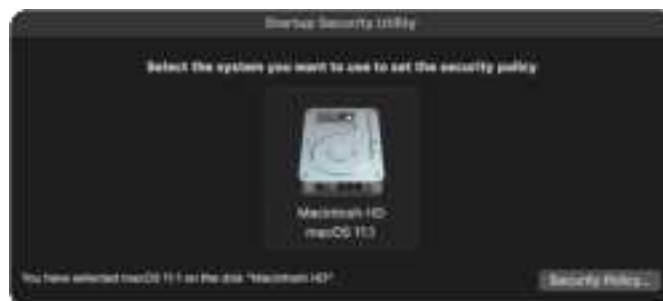 Startup Security Utility
Select the system you want to use to set the security policy
Macintosh HD
macOS 11.1
You have selected macOS 11.1 on the disk "Macintosh HD"
Security Policy...